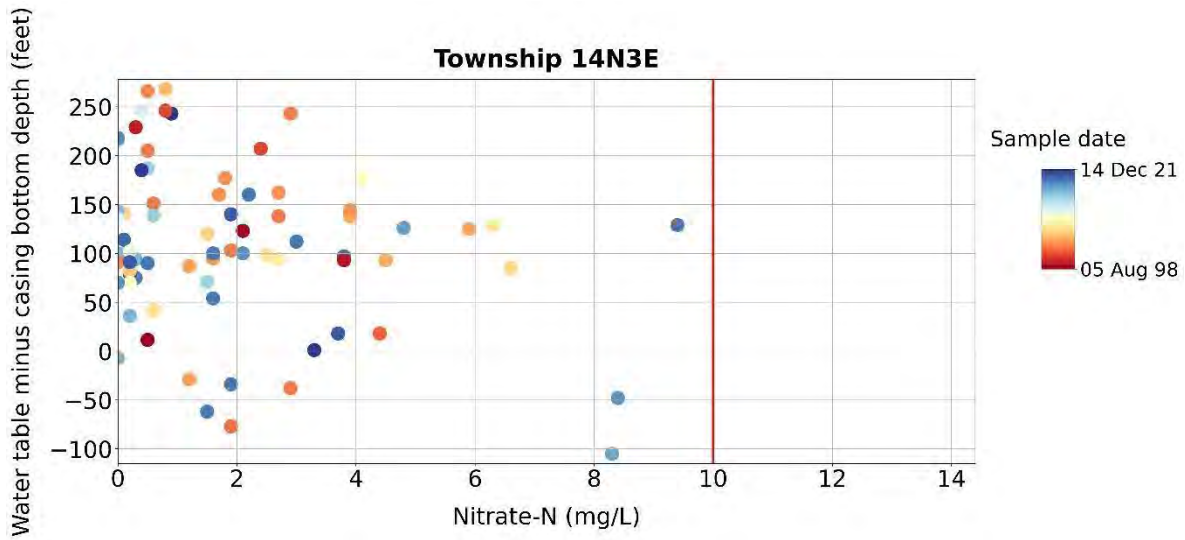 Township 14N3E
Water table minus casing bottom depth (feet)
250
200
150
100
50
0
−50
−100
0 2 4 6 8 10 12 14
Nitrate-N (mg/L)
Sample date
14 Dec 21
05 Aug 98